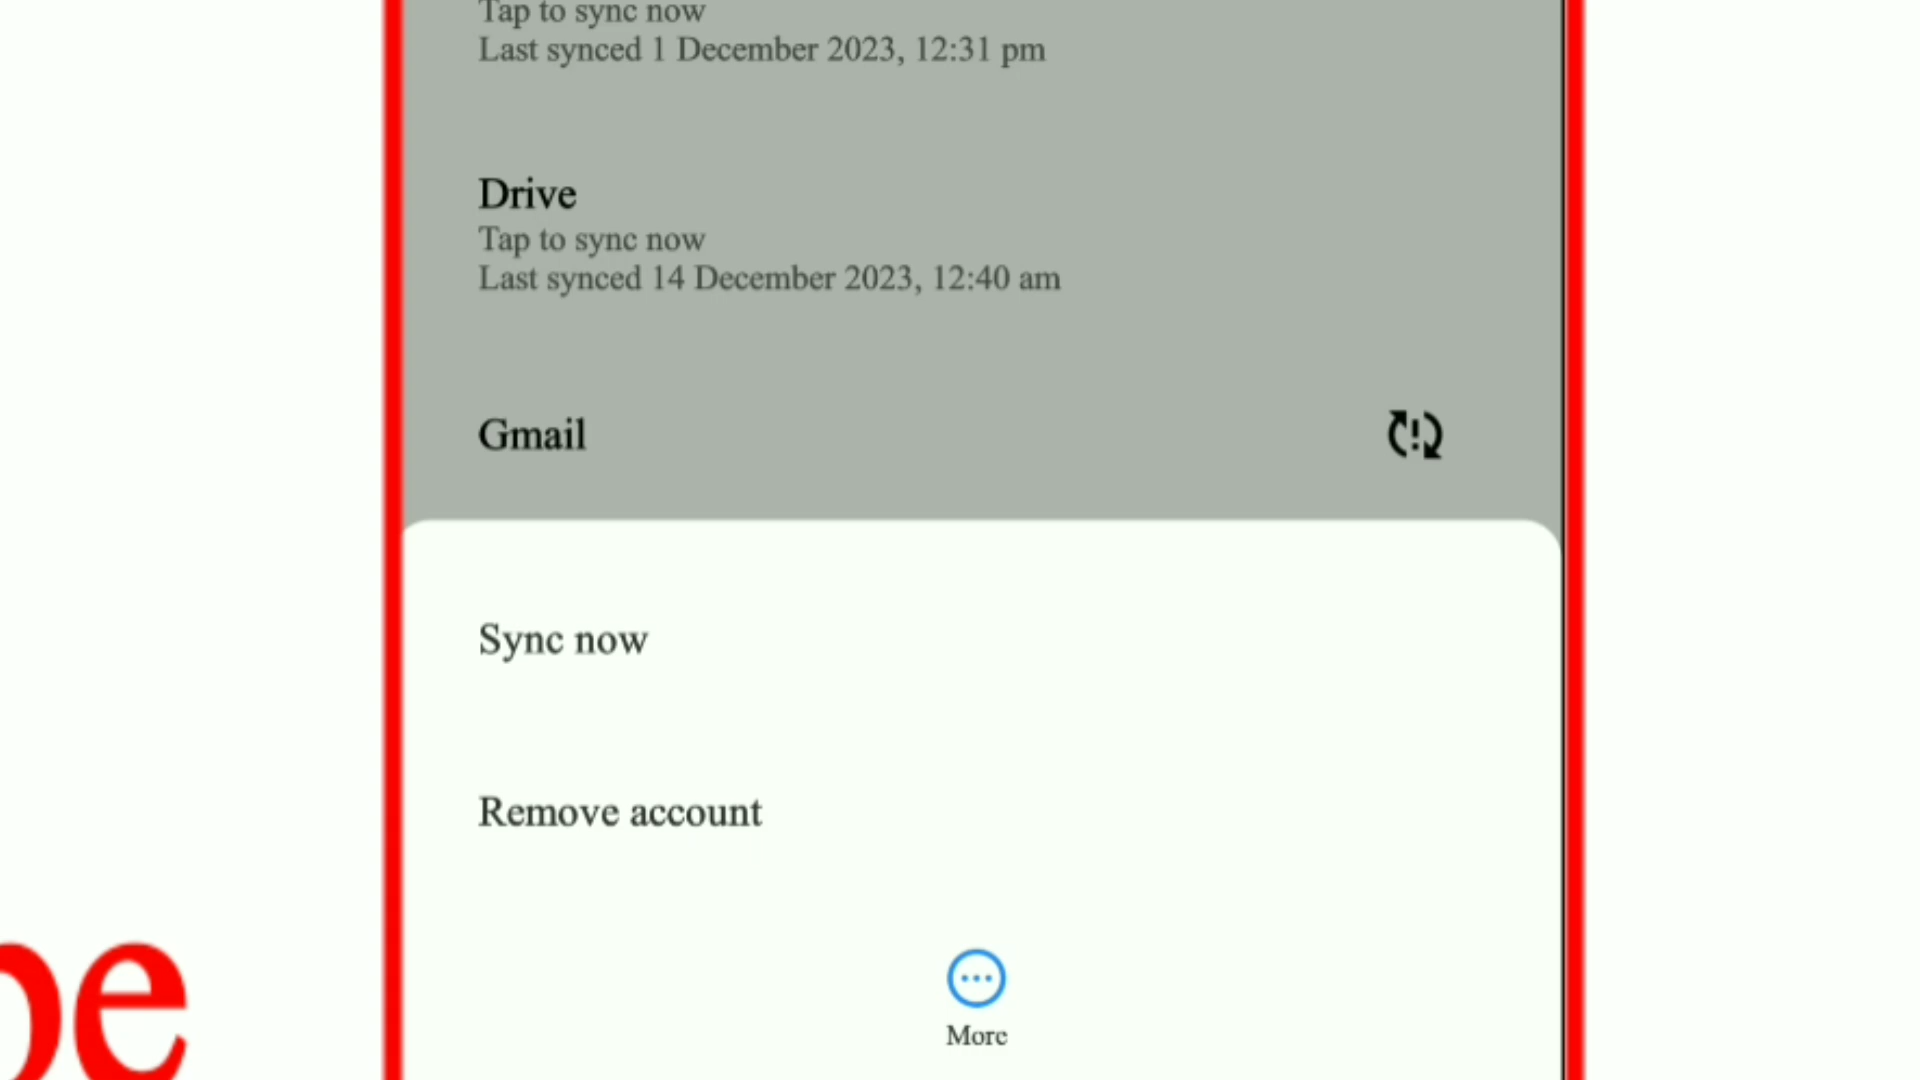 Tap to sync now
Last synced 1 December 2023, 12:31 pm
Drive
Tap to sync now
Last synced 14 December 2023, 12:40 am
Gmail
Sync now
Remove account
More
be